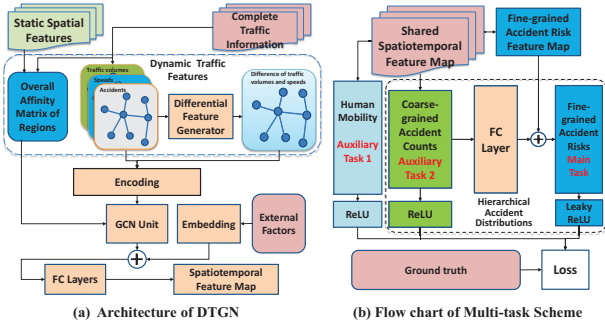 Static Spatial
Features
Complete
Traffic
Information
Dynamic Traffic
Features
Traffic volumes
Speeds
Accidents
Overall
Affinity
Matrix of
Regions
Differential
Feature
Generator
Difference of traffic
volumes and speeds
Encoding
GCN Unit
Embedding
External
Factors
+
FC Layers
Spatiotemporal
Feature Map
(a) Architecture of DTGN
Shared
Spatiotemporal
Feature Map
Fine-grained
Accident Risk
Feature Map
Human
Mobility
Auxiliary
Task 1
Coarse-
grained
Accident
Counts
Auxiliary
Task 2
FC
Layer
+
Fine-
grained
Accident
Risks
Main
Task
Hierarchical
Accident
Distributions
ReLU
ReLU
Leaky
ReLU
Ground truth
Loss
(b) Flow chart of Multi-task Scheme